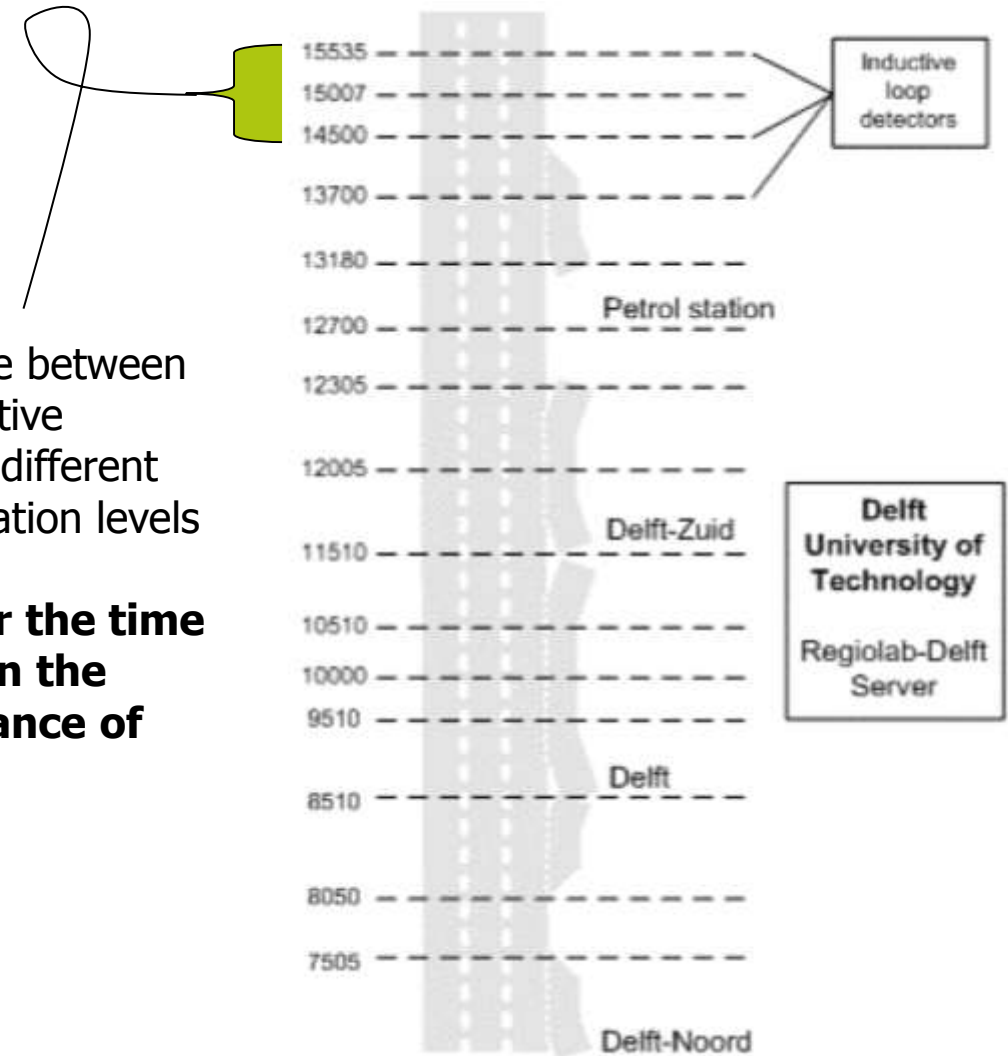 e between
tive
different
ation levels
r the time
n the
ance of
15535
15007
14500
13700
13180
12700
12305
12005
11510
10510
10000
9510
8510
8050
7505
Petrol station
Delft-Zuid
Delft
Delft-Noord
Inductive
loop
detectors
Delft
University of
Technology
Regiolab-Delft
Server